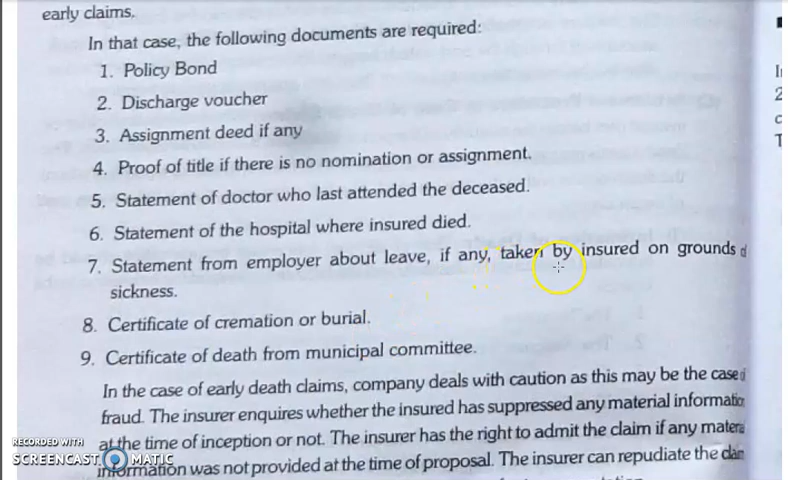 early claims.
In that case, the following documents are required:
1. Policy Bond
2. Discharge voucher
3. Assignment deed if any
4. Proof of title if there is no nomination or assignment.
5. Statement of doctor who last attended the deceased.
6. Statement of the hospital where insured died.
7. Statement from employer about leave, if any, taken by insured on grounds
sickness.
8. Certificate of cremation or burial.
9. Certificate of death from municipal committee.
In the case of early death claims, company deals with caution as this may be the case
fraud. The insurer enquires whether the insured has suppressed any material
at the time of inception or not. The insurer has the right to admit the claim if any
information was not provided at the time of proposal. The insurer can repudiate the
RECORDED WITH
SCREENCAST MATIC